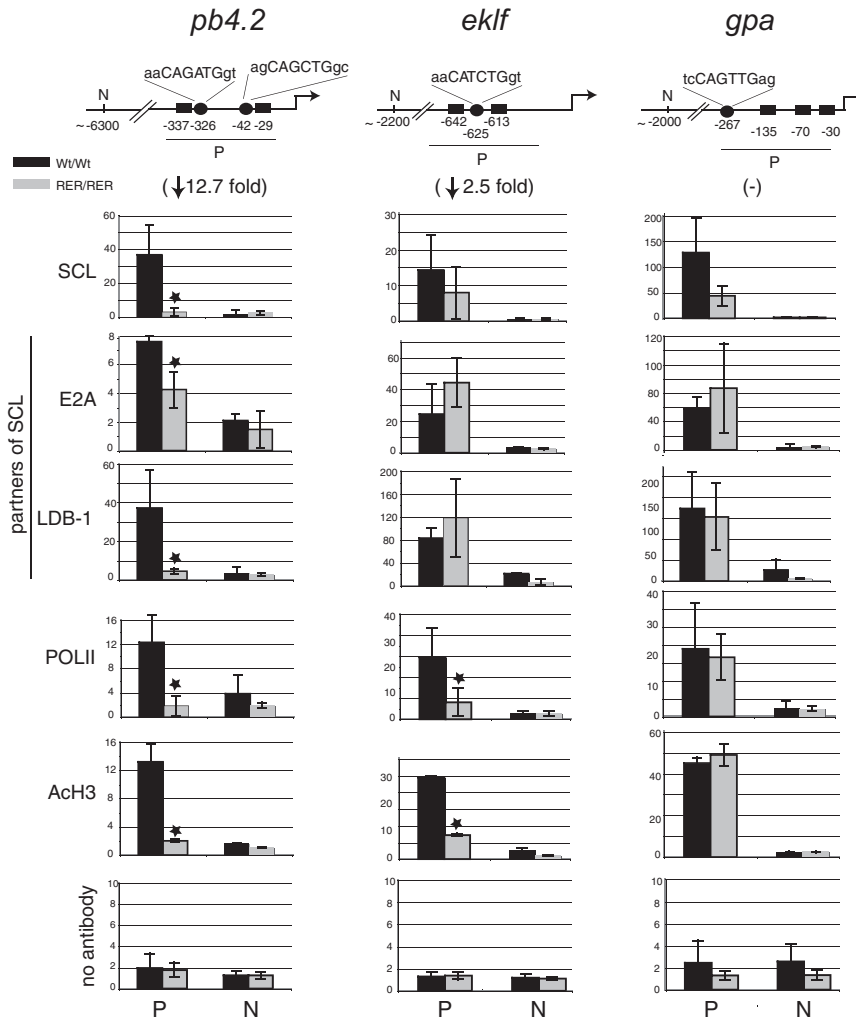 pb4.2 eklf gpa
aaCAGATGgt agCAGCTGgc aaCATCTGgt tcCAGTTGag
N N N
~-6300 -337 -326 -42 -29 ~-2200 -642 -613 ~-2000 -267 -135 -70 -30
-625
P P P
Wt/Wt
RER/RER
(↓12.7 fold) (↓2.5 fold) (-)
SCL
60 40 20 0
30 20 10 0
200 150 100 50 0
partners of SCL
E2A
8 6 4 2 0
60 40 20 0
120 80 60 40 0
LDB-1
60 40 20 0
200 160 120 80 40 0
200 150 100 50 0
POLII
16 12 8 4 0
40 30 20 10 0
40 30 20 10 0
AcH3
16 12 8 4 0
30 20 10 0
60 40 20 0
no antibody
10 8 6 4 2 0
10 8 6 4 2 0
10 8 6 4 2 0
P N P N P N